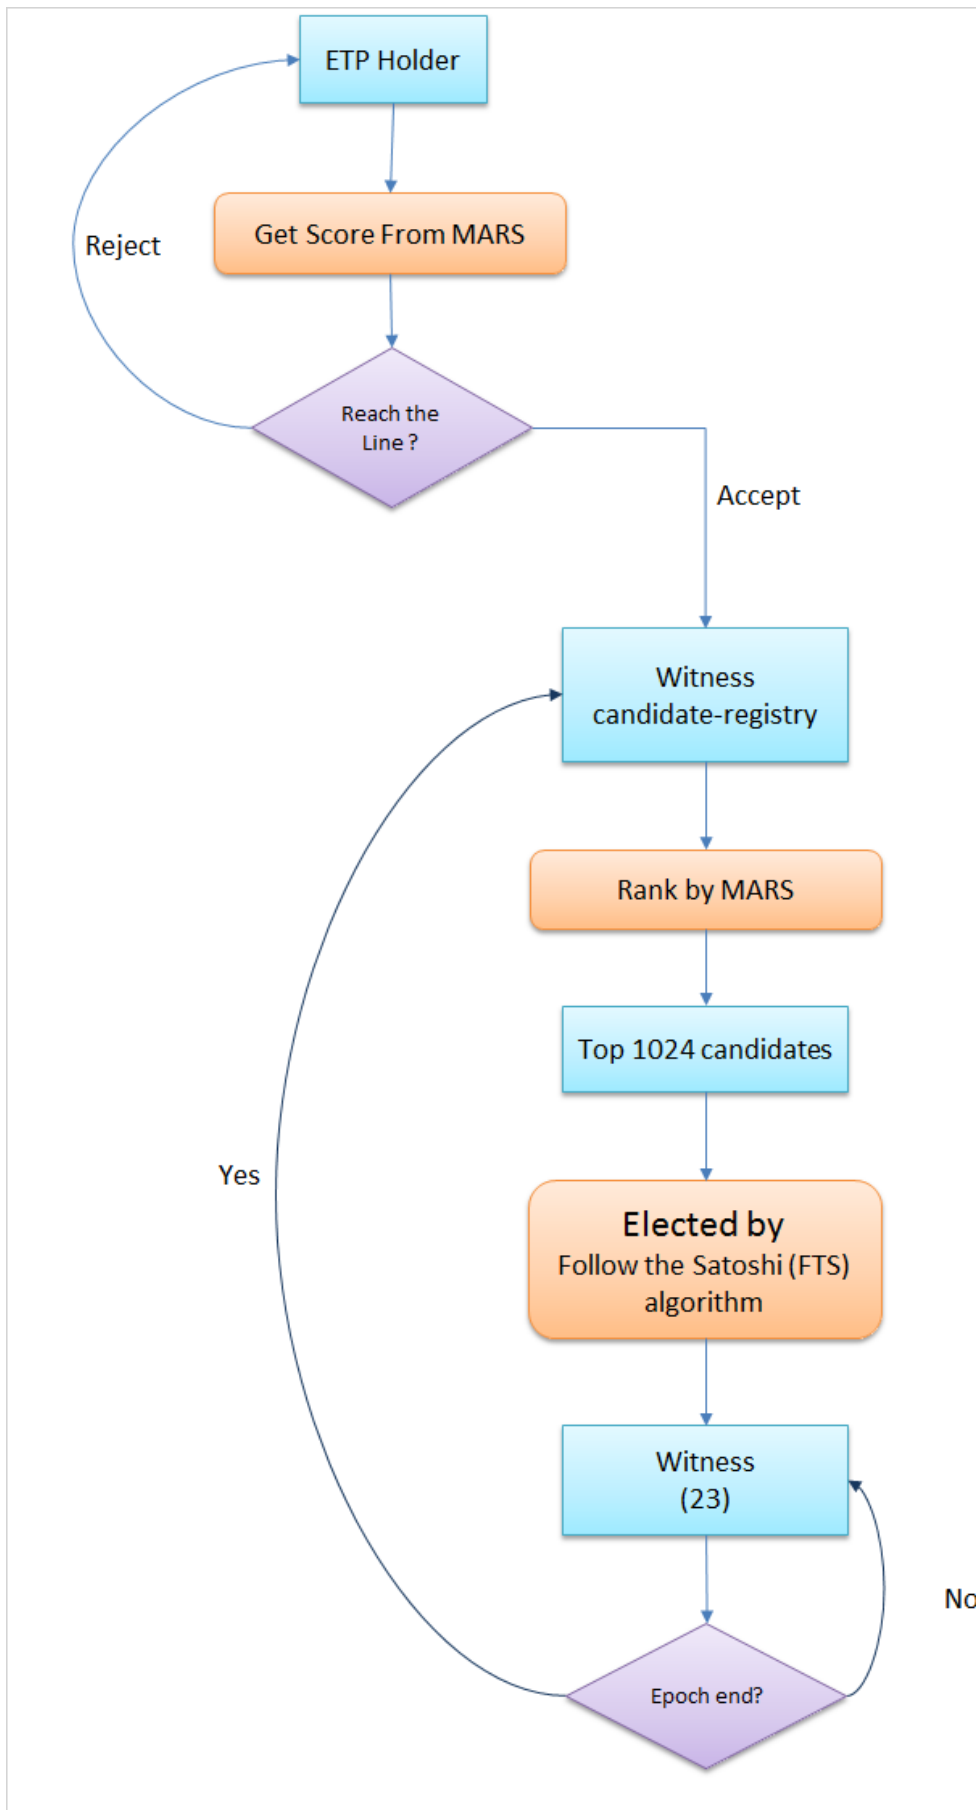 ETP Holder
Reject
Get Score From MARS
Reach the
Line ?
Accept
Witness
candidate-registry
Rank by MARS
Top 1024 candidates
Yes
Elected by
Follow the Satoshi (FTS)
algorithm
Witness
(23)
No
Epoch end?